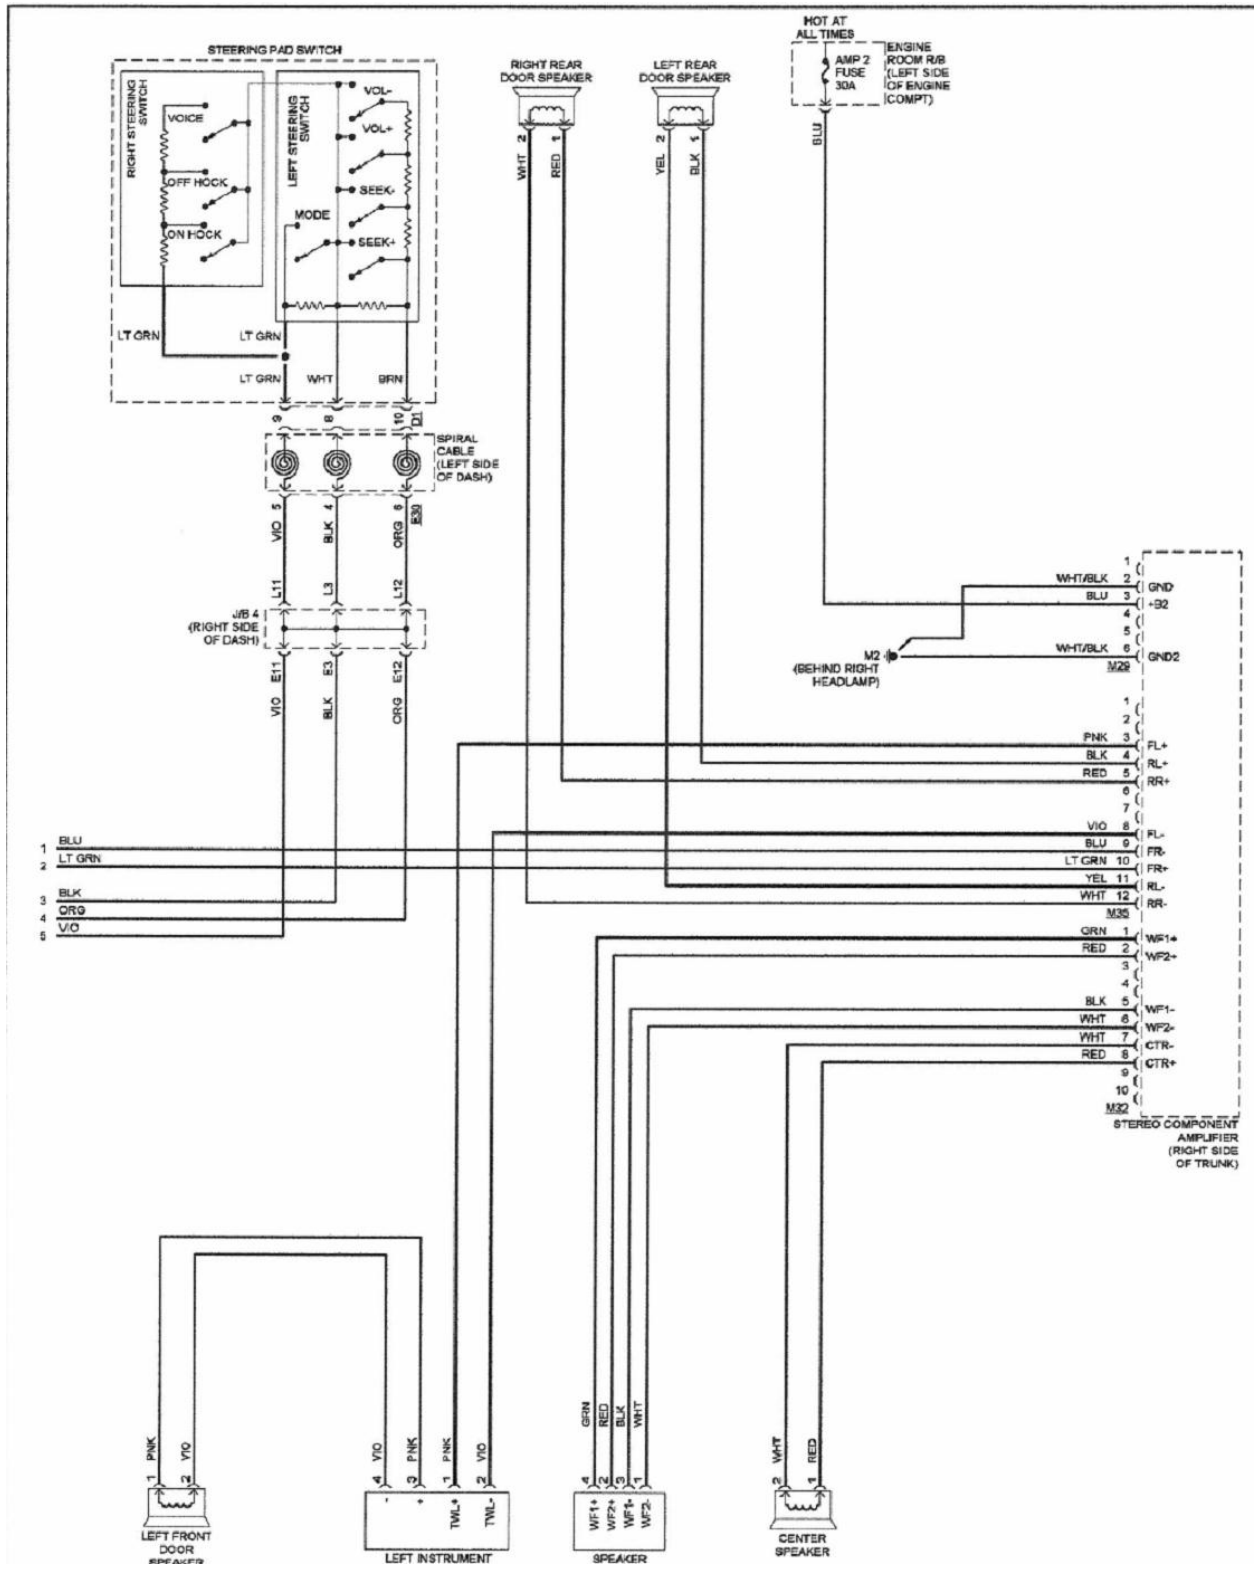 HOT AT
ALL TIMES
AMP 2
FUSE
30A
ENGINE
ROOM R/B
(LEFT SIDE
OF ENGINE
COMPT)
BLU
STEERING PAD SWITCH
RIGHT STEERING
SWITCH
VOICE
OFF HOCK
ON HOCK
LEFT STEERING
SWITCH
VOL-
VOL+
SEEK-
MODE
SEEK+
LT GRN
LT GRN
LT GRN
WHT
BRN
9
8
10
D1
SPIRAL
CABLE
(LEFT SIDE
OF DASH)
5
4
6
E30
VIO
BLK
ORG
L11
L3
L12
J/B 4
(RIGHT SIDE
OF DASH)
E11
E3
E12
VIO
BLK
ORG
RIGHT REAR
DOOR SPEAKER
2
1
WHT
RED
LEFT REAR
DOOR SPEAKER
2
1
YEL
BLK
1 BLU
2 LT GRN
3 BLK
4 ORG
5 VIO
M2
(BEHIND RIGHT
HEADLAMP)
1
WHT/BLK 2 GND
BLU 3 +B2
4
5
WHT/BLK 6 GND2
M29
1
2
PNK 3 FL+
BLK 4 RL+
RED 5 RR+
6
7
VIO 8 FL-
BLU 9 FR-
LT GRN 10 FR+
YEL 11 RL-
WHT 12 RR-
M35
GRN 1 WF1+
RED 2 WF2+
3
4
BLK 5 WF1-
WHT 6 WF2-
WHT 7 CTR-
RED 8 CTR+
9
10
M32
STEREO COMPONENT
AMPLIFIER
(RIGHT SIDE
OF TRUNK)
1 PNK
2 VIO
LEFT FRONT
DOOR
SPEAKER
4 VIO
3 PNK
1 PNK
2 VIO
-
+
TWL+
TWL-
LEFT INSTRUMENT
4 GRN
2 RED
3 BLK
1 WHT
WF1+
WF2+
WF1-
WF2-
SPEAKER
2 WHT
1 RED
CENTER
SPEAKER